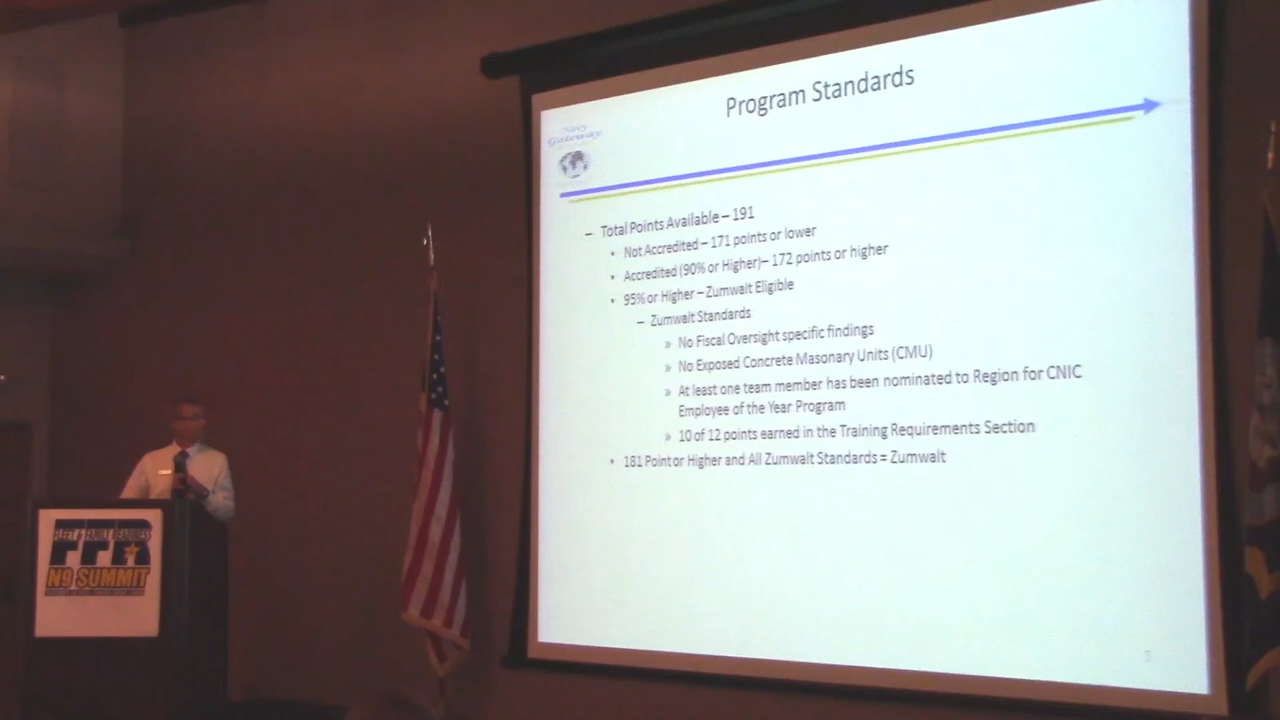 Program Standards
Navy
Gateway
– Total Points Available – 191
• Not Accredited – 171 points or lower
• Accredited (90% or Higher)– 172 points or higher
• 95% or Higher – Zumwalt Eligible
– Zumwalt Standards
» No Fiscal Oversight specific findings
» No Exposed Concrete Masonary Units (CMU)
» At least one team member has been nominated to Region for CNIC
Employee of the Year Program
» 10 of 12 points earned in the Training Requirements Section
• 181 Point or Higher and All Zumwalt Standards = Zumwalt
5
FLEET & FAMILY READINESS
FFR
N9 SUMMIT